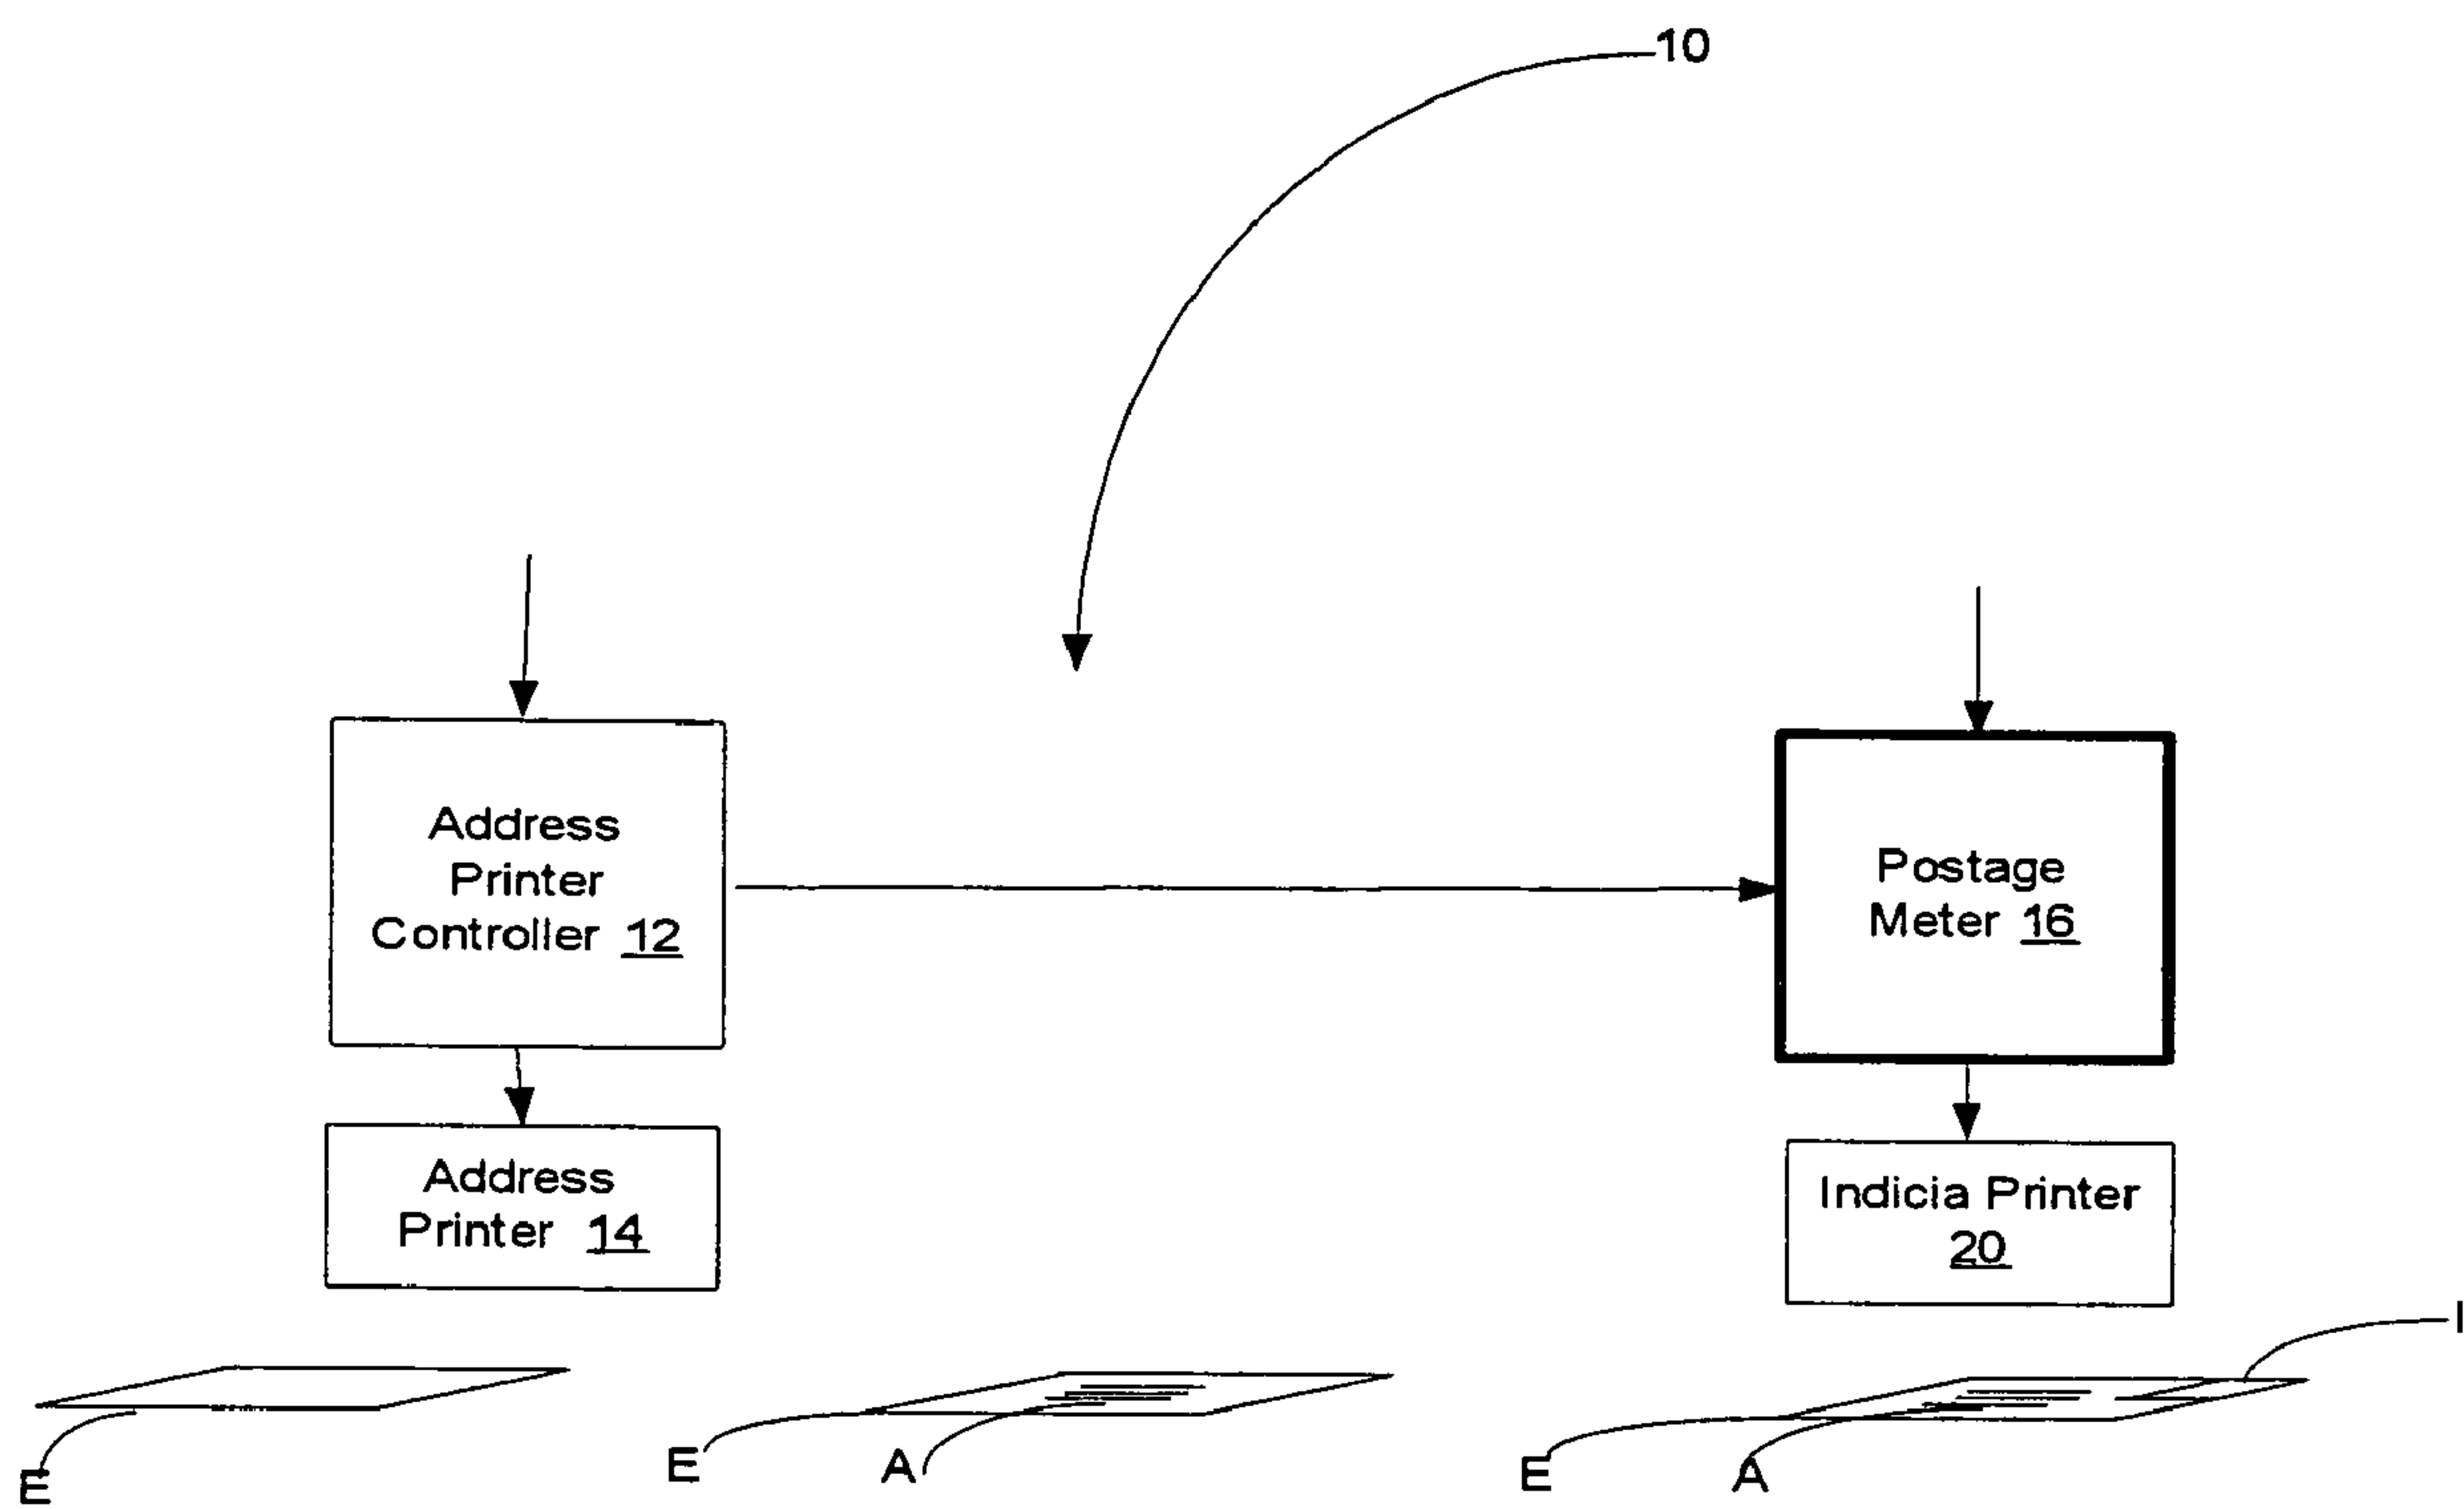 10
Address
Printer
Controller 12
Postage
Meter 16
Address
Printer 14
Indicia Printer
20
I
E
E
A
E
A